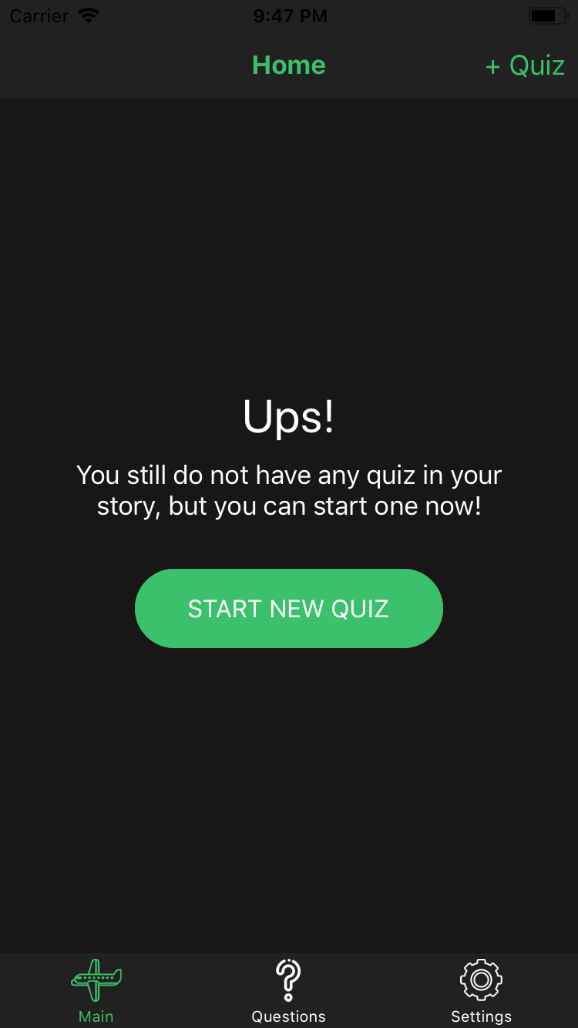 Carrier 9:47 PM
Home + Quiz
Ups!
You still do not have any quiz in your
story, but you can start one now!
START NEW QUIZ
Main Questions Settings